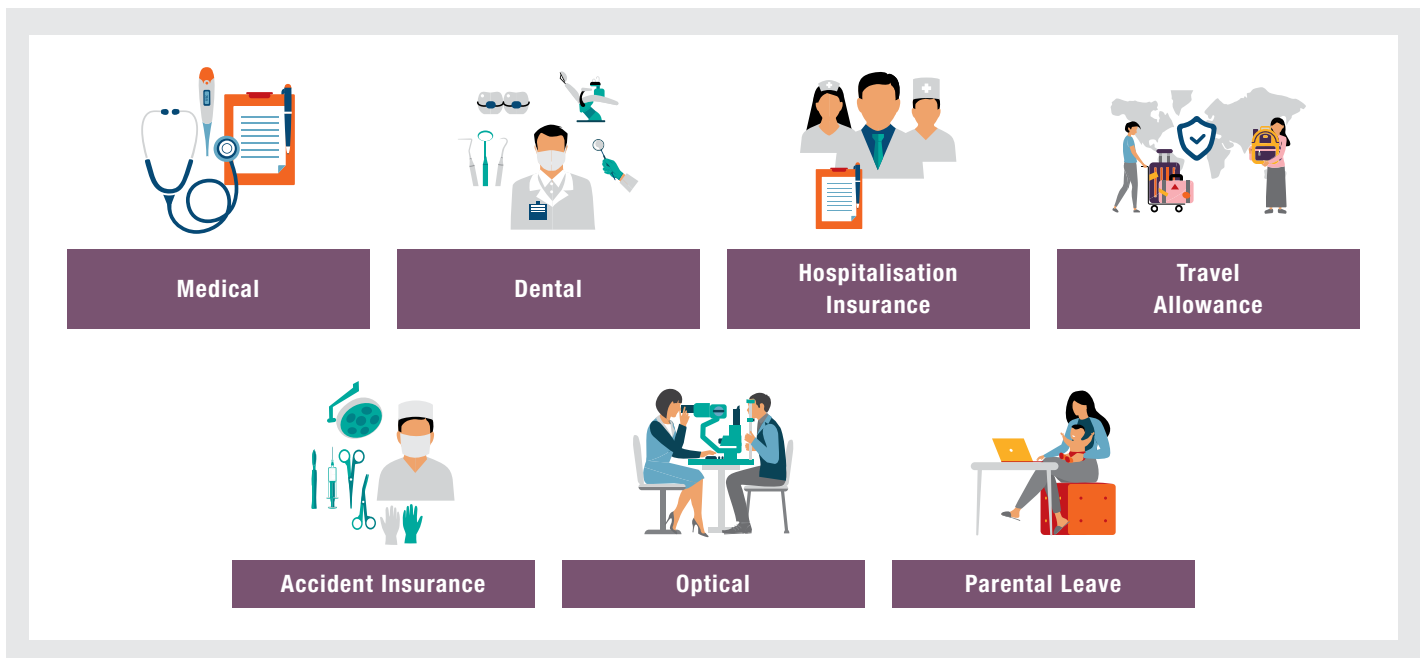 Medical
Dental
Hospitalisation
Insurance
Travel
Allowance
Accident Insurance
Optical
Parental Leave